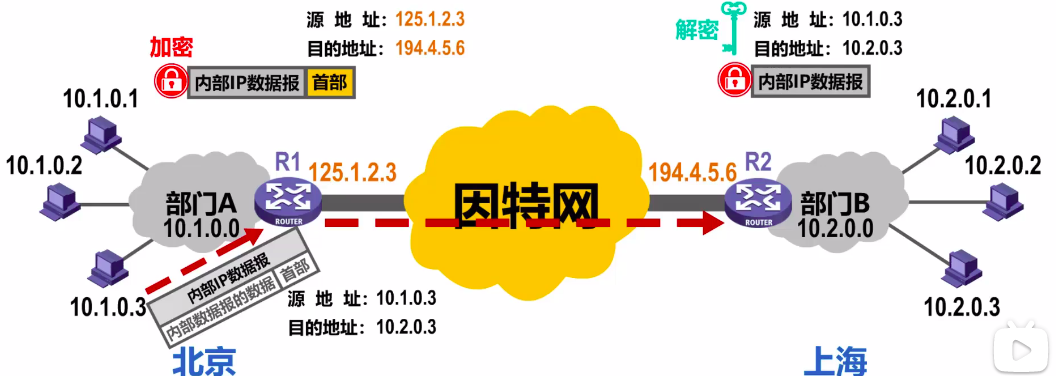 源 地 址：125.1.2.3
目的地址：194.4.5.6
加密
内部IP数据报 首部
解密
源 地 址：10.1.0.3
目的地址：10.2.0.3
内部IP数据报
10.1.0.1
10.1.0.2
10.1.0.3
部门A
10.1.0.0
R1
ROUTER
125.1.2.3
因特网
194.4.5.6
R2
ROUTER
部门B
10.2.0.0
10.2.0.1
10.2.0.2
10.2.0.3
内部IP数据报
内部数据报的数据 首部
源 地 址：10.1.0.3
目的地址：10.2.0.3
北京
上海